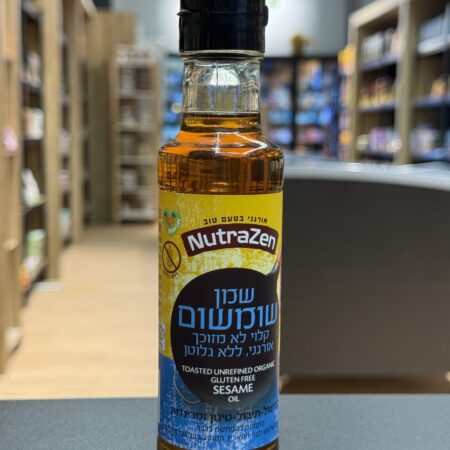 אורגני בטעם טוב
NutraZen
שמן
שומשום
קלוי לא מזוכך
אורגני, ללא גלוטן
TOASTED UNREFINED ORGANIC
GLUTEN FREE
SESAME
OIL